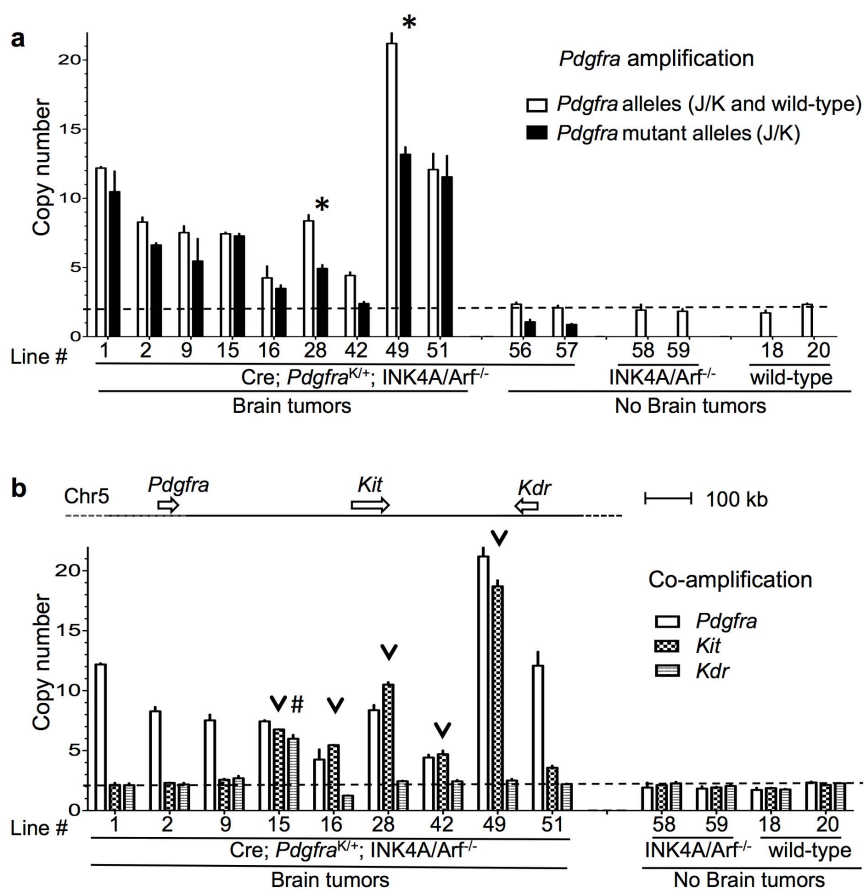 a
Pdgfra amplification
Pdgfra alleles (J/K and wild-type)
Pdgfra mutant alleles (J/K)
Copy number
20
15
10
5
0
*
*
Line #
1 2 9 15 16 28 42 49 51 56 57 58 59 18 20
Cre; Pdgfra^K/+; INK4A/Arf^-/-
INK4A/Arf^-/-
wild-type
Brain tumors
No Brain tumors
b
Chr5
Pdgfra
Kit
Kdr
100 kb
Co-amplification
Pdgfra
Kit
Kdr
Copy number
20
15
10
5
0
#
Line #
1 2 9 15 16 28 42 49 51 58 59 18 20
Cre; Pdgfra^K/+; INK4A/Arf^-/-
INK4A/Arf^-/- wild-type
Brain tumors
No Brain tumors